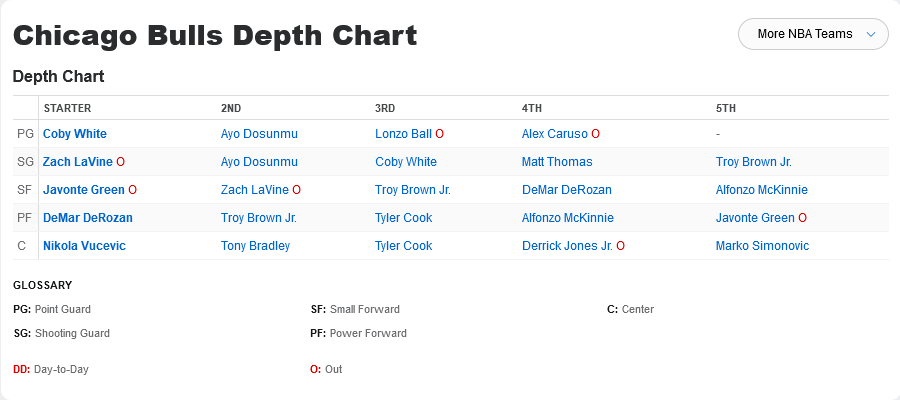 Chicago Bulls Depth Chart
More NBA Teams
Depth Chart
STARTER 2ND 3RD 4TH 5TH
PG Coby White Ayo Dosunmu Lonzo Ball O Alex Caruso O -
SG Zach LaVine O Ayo Dosunmu Coby White Matt Thomas Troy Brown Jr.
SF Javonte Green O Zach LaVine O Troy Brown Jr. DeMar DeRozan Alfonzo McKinnie
PF DeMar DeRozan Troy Brown Jr. Tyler Cook Alfonzo McKinnie Javonte Green O
C Nikola Vucevic Tony Bradley Tyler Cook Derrick Jones Jr. O Marko Simonovic
GLOSSARY
PG: Point Guard SF: Small Forward C: Center
SG: Shooting Guard PF: Power Forward
DD: Day-to-Day O: Out